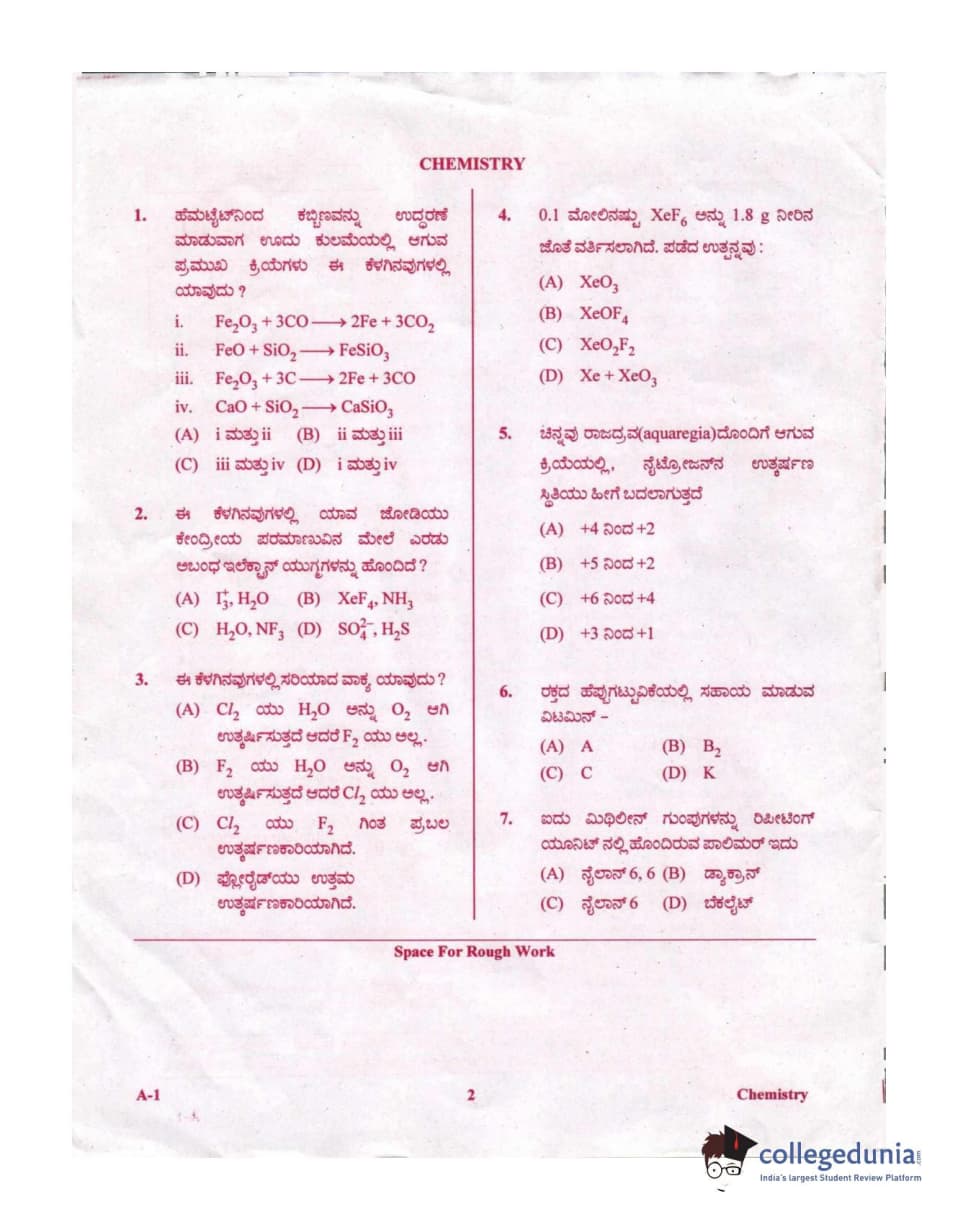 CHEMISTRY
1. ಹೆಮಟೈಟ್‌ನಿಂದ ಕಬ್ಬಿಣವನ್ನು ಉದ್ಧರಣೆ
ಮಾಡುವಾಗ ಊದು ಕುಲಮೆಯಲ್ಲಿ ಆಗುವ
ಪ್ರಮುಖ ಕ್ರಿಯೆಗಳು ಈ ಕೆಳಗಿನವುಗಳಲ್ಲಿ
ಯಾವುದು ?
i. Fe₂O₃ + 3CO ⟶ 2Fe + 3CO₂
ii. FeO + SiO₂ ⟶ FeSiO₃
iii. Fe₂O₃ + 3C ⟶ 2Fe + 3CO
iv. CaO + SiO₂ ⟶ CaSiO₃
(A) i ಮತ್ತು ii (B) ii ಮತ್ತು iii
(C) iii ಮತ್ತು iv (D) i ಮತ್ತು iv
2. ಈ ಕೆಳಗಿನವುಗಳಲ್ಲಿ ಯಾವ ಜೋಡಿಯು
ಕೇಂದ್ರೀಯ ಪರಮಾಣುವಿನ ಮೇಲೆ ಎರಡು
ಅಬಂಧ ಇಲೆಕ್ಟ್ರಾನ್ ಯುಗ್ಮಗಳನ್ನು ಹೊಂದಿದೆ ?
(A) I₃⁺, H₂O (B) XeF₄, NH₃
(C) H₂O, NF₃ (D) SO₄²⁻, H₂S
3. ಈ ಕೆಳಗಿನವುಗಳಲ್ಲಿ ಸರಿಯಾದ ವಾಕ್ಯ ಯಾವುದು ?
(A) Cl₂ ಯು H₂O ಅನ್ನು O₂ ಆಗಿ
ಉತ್ಕರ್ಷಿಸುತ್ತದೆ ಆದರೆ F₂ ಯು ಅಲ್ಲ .
(B) F₂ ಯು H₂O ಅನ್ನು O₂ ಆಗಿ
ಉತ್ಕರ್ಷಿಸುತ್ತದೆ ಆದರೆ Cl₂ ಯು ಅಲ್ಲ .
(C) Cl₂ ಯು F₂ ಗಿಂತ ಪ್ರಬಲ
ಉತ್ಕರ್ಷಣಕಾರಿಯಾಗಿದೆ.
(D) ಫ್ಲೋರೈಡ್‌ಯು ಉತ್ತಮ
ಉತ್ಕರ್ಷಣಕಾರಿಯಾಗಿದೆ.
4. 0.1 ಮೋಲಿನಷ್ಟು XeF₆ ಅನ್ನು 1.8 g ನೀರಿನ
ಜೊತೆ ವರ್ತಿಸಲಾಗಿದೆ. ಪಡೆದ ಉತ್ಪನ್ನವು :
(A) XeO₃
(B) XeOF₄
(C) XeO₂F₂
(D) Xe + XeO₃
5. ಚಿನ್ನವು ರಾಜದ್ರವ(aquaregia)ದೊಂದಿಗೆ ಆಗುವ
ಕ್ರಿಯೆಯಲ್ಲಿ, ನೈಟ್ರೋಜನ್‌ನ ಉತ್ಕರ್ಷಣ
ಸ್ಥಿತಿಯು ಹೀಗೆ ಬದಲಾಗುತ್ತದೆ
(A) +4 ನಿಂದ +2
(B) +5 ನಿಂದ +2
(C) +6 ನಿಂದ +4
(D) +3 ನಿಂದ +1
6. ರಕ್ತದ ಹೆಪ್ಪುಗಟ್ಟುವಿಕೆಯಲ್ಲಿ ಸಹಾಯ ಮಾಡುವ
ವಿಟಮಿನ್ –
(A) A (B) B₂
(C) C (D) K
7. ಐದು ಮಿಥಿಲೀನ್ ಗುಂಪುಗಳನ್ನು ರಿಪೀಟಿಂಗ್
ಯೂನಿಟ್ ನಲ್ಲಿ ಹೊಂದಿರುವ ಪಾಲಿಮರ್ ಇದು
(A) ನೈಲಾನ್ 6, 6 (B) ಡ್ಯಾಕ್ರಾನ್
(C) ನೈಲಾನ್ 6 (D) ಬೆಕಲೈಟ್
Space For Rough Work
A-1 2 Chemistry
collegedunia.com
India's largest Student Review Platform